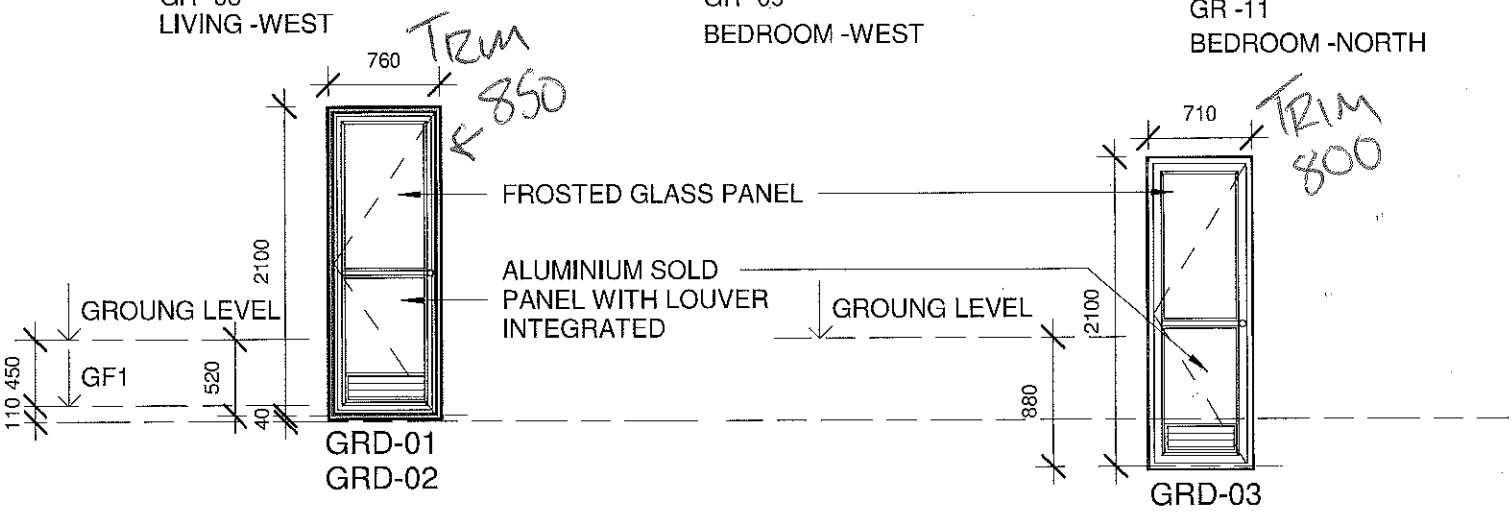 LIVING -WEST
BEDROOM -WEST
GR -11
BEDROOM -NORTH
760
TRIM
850
710
TRIM
800
FROSTED GLASS PANEL
2100
ALUMINIUM SOLD
PANEL WITH LOUVER
INTEGRATED
GROUNG LEVEL
GROUNG LEVEL
2100
450
GF1
520
110
40
880
GRD-01
GRD-02
GRD-03